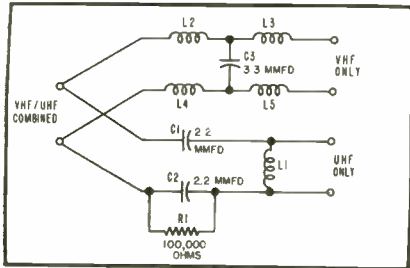 L2
L3
C3
3.3 MMFD
VHF
ONLY
L4
L5
VHF/UHF
COMBINED
C1
2.2
MMFD
L1
UHF
ONLY
C2
2.2 MMFD
R1
100,000
OHMS